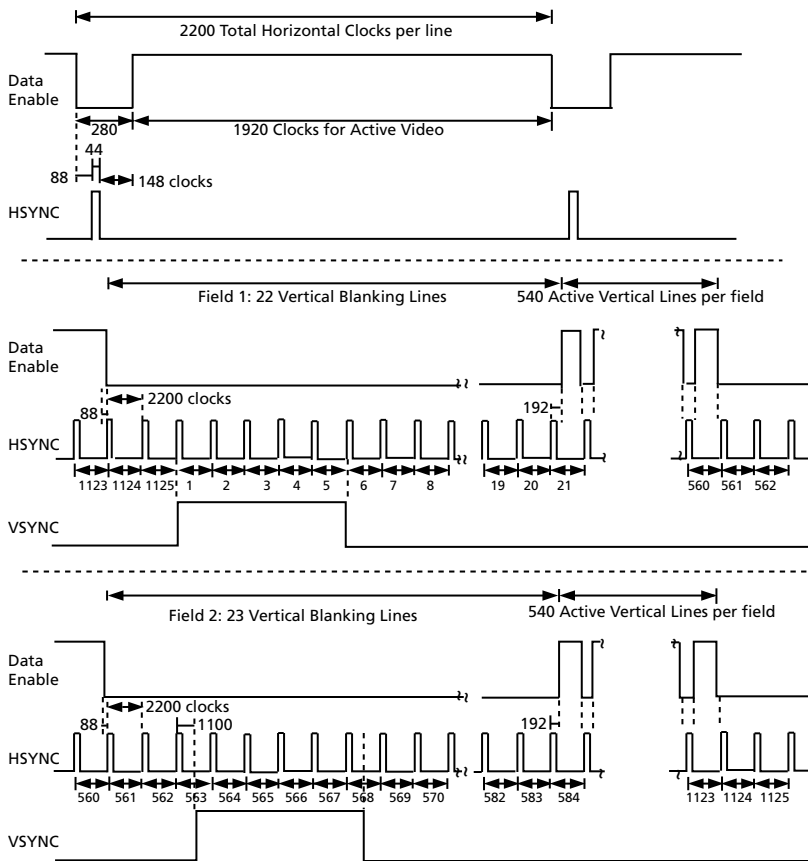 2200 Total Horizontal Clocks per line
Data
Enable
280
1920 Clocks for Active Video
44
88
148 clocks
HSYNC
Field 1: 22 Vertical Blanking Lines
540 Active Vertical Lines per field
Data
Enable
2200 clocks
88
192
HSYNC
1123 1124 1125 1 2 3 4 5 6 7 8 19 20 21 560 561 562
VSYNC
Field 2: 23 Vertical Blanking Lines
540 Active Vertical Lines per field
Data
Enable
2200 clocks
88
1100
192
HSYNC
560 561 562 563 564 565 566 567 568 569 570 582 583 584 1123 1124 1125
VSYNC